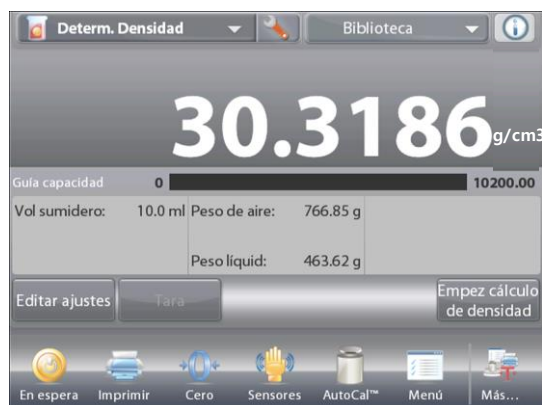 Determ. Densidad Biblioteca
30.3186 g/cm3
Guía capacidad 0 10200.00
Vol sumidero: 10.0 ml Peso de aire: 766.85 g
Peso líquid: 463.62 g
Editar ajustes Tara Empez cálculo
de densidad
En espera Imprimir Cero Sensores AutoCal™ Menú Más...